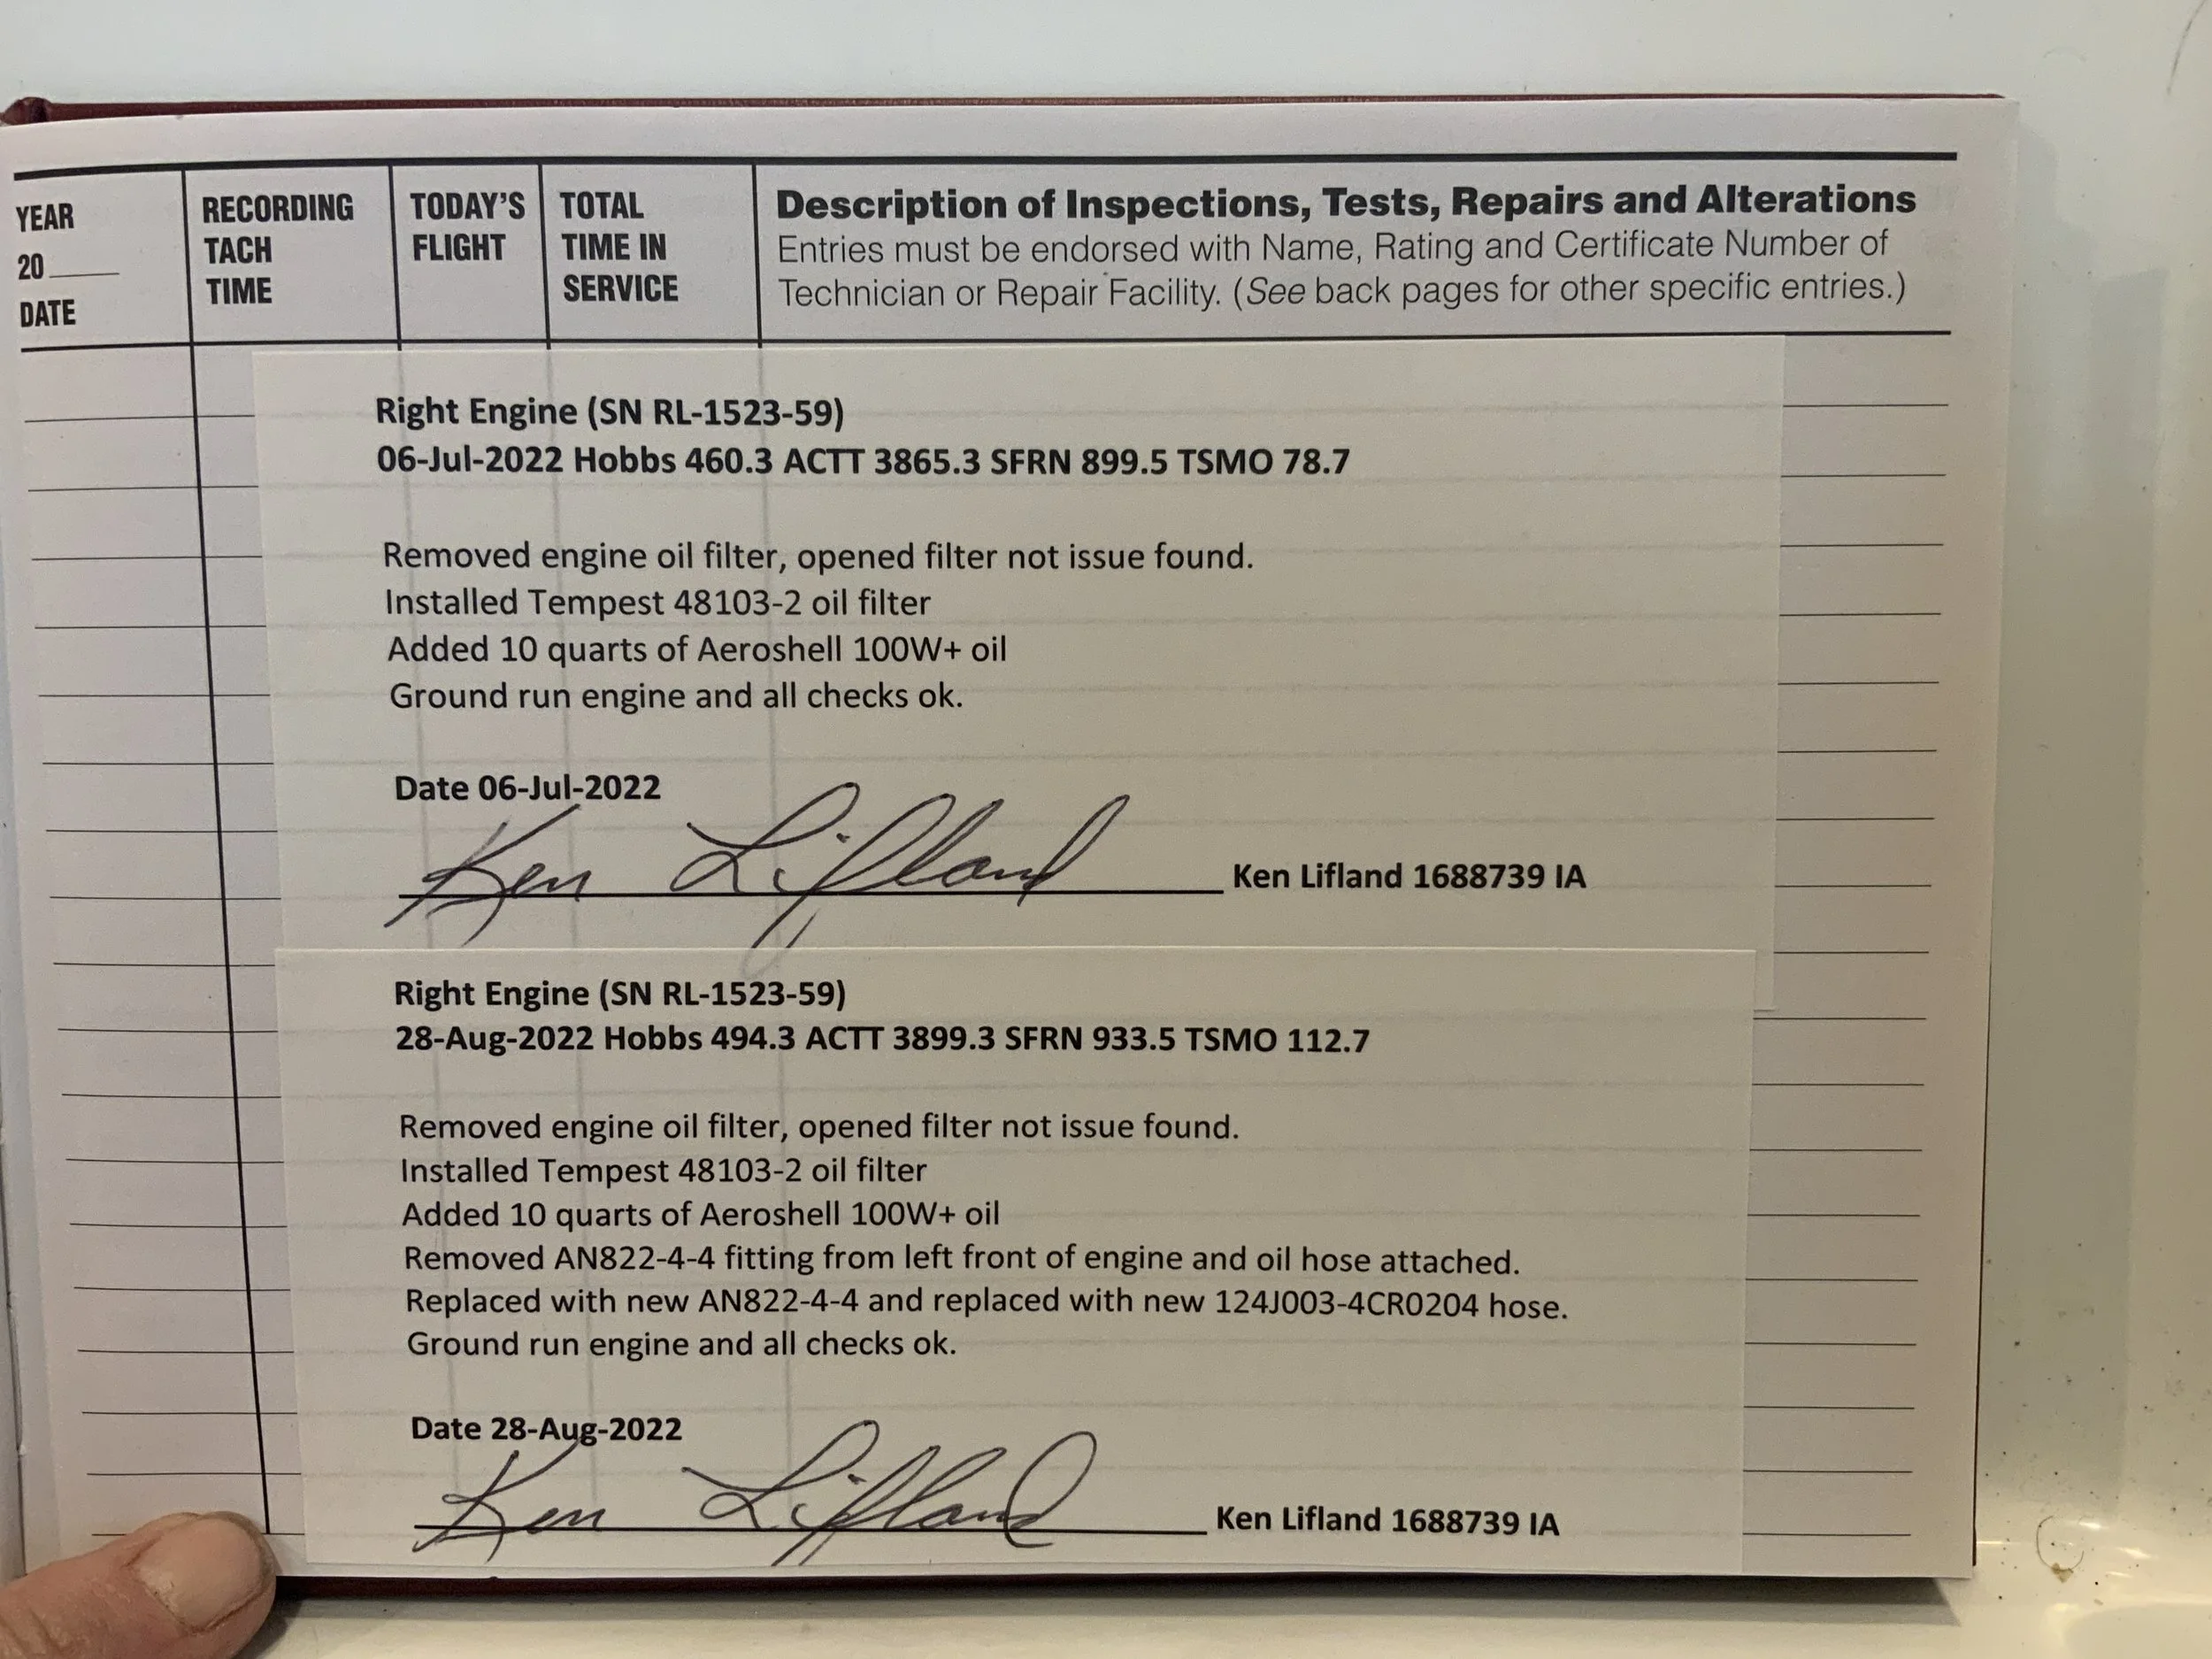 YEAR
20
DATE
RECORDING
TACH
TIME
TODAY'S
FLIGHT
TOTAL
TIME IN
SERVICE
Description of Inspections, Tests, Repairs and Alterations
Entries must be endorsed with Name, Rating and Certificate Number of
Technician or Repair Facility. (See back pages for other specific entries.)
Right Engine (SN RL-1523-59)
06-Jul-2022 Hobbs 460.3 ACTT 3865.3 SFRN 899.5 TSMO 78.7
Removed engine oil filter, opened filter not issue found.
Installed Tempest 48103-2 oil filter
Added 10 quarts of Aeroshell 100W+ oil
Ground run engine and all checks ok.
Date 06-Jul-2022
Ken Lifland Ken Lifland 1688739 IA
Right Engine (SN RL-1523-59)
28-Aug-2022 Hobbs 494.3 ACTT 3899.3 SFRN 933.5 TSMO 112.7
Removed engine oil filter, opened filter not issue found.
Installed Tempest 48103-2 oil filter
Added 10 quarts of Aeroshell 100W+ oil
Removed AN822-4-4 fitting from left front of engine and oil hose attached.
Replaced with new AN822-4-4 and replaced with new 124J003-4CR0204 hose.
Ground run engine and all checks ok.
Date 28-Aug-2022
Ken Lifland Ken Lifland 1688739 IA